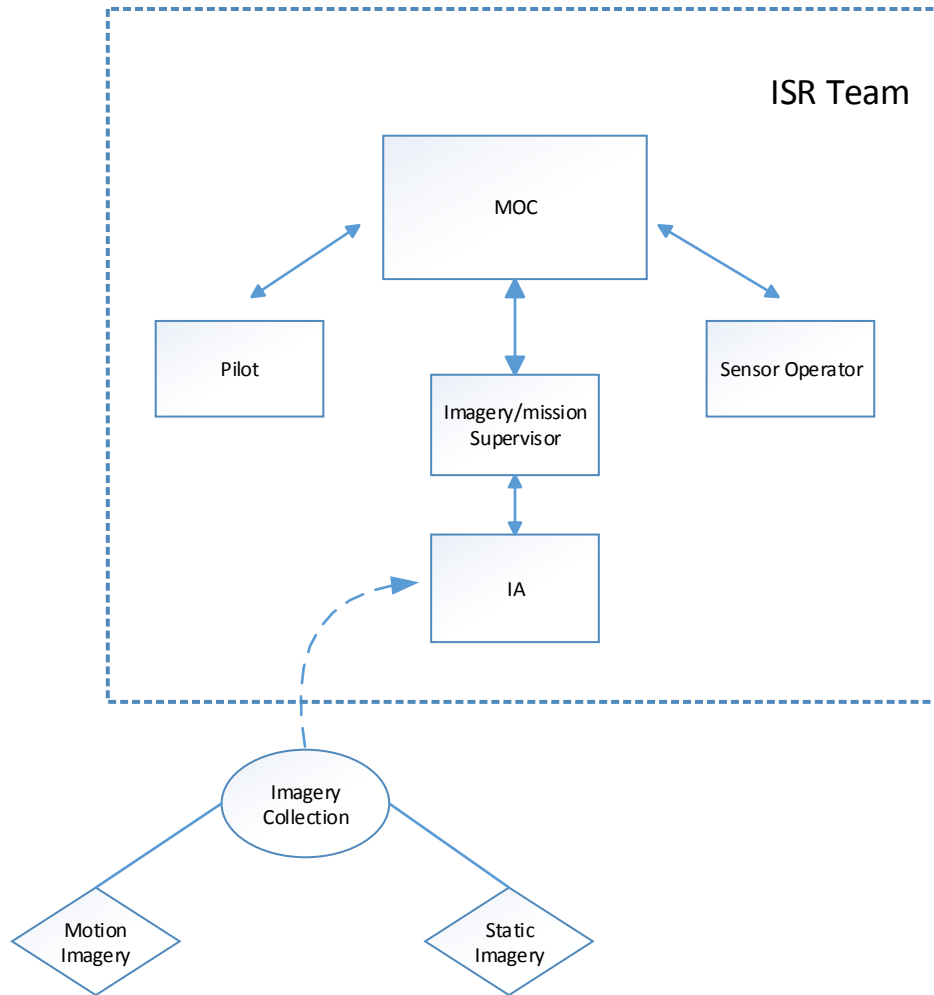 ISR Team
MOC
Pilot
Sensor Operator
Imagery/mission
Supervisor
IA
Imagery
Collection
Motion
Imagery
Static
Imagery